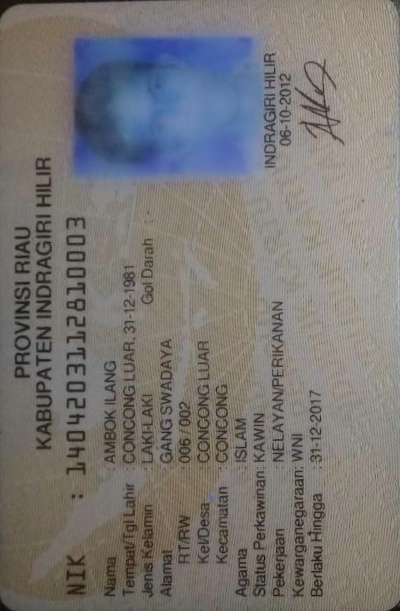 PROVINSI RIAU
KABUPATEN INDRAGIRI HILIR
NIK : 1404203112810003
Nama : AMBOK ILANG
Tempat/Tgl Lahir : CONCONG LUAR, 31-12-1981
Jenis Kelamin : LAKI-LAKI Gol Darah : -
Alamat : GANG SWADAYA
RT/RW : 006 / 002
Kel/Desa : CONCONG LUAR
Kecamatan : CONCONG
Agama : ISLAM
Status Perkawinan: KAWIN
Pekerjaan : NELAYAN/PERIKANAN
Kewarganegaraan: WNI
Berlaku Hingga : 31-12-2017
INDRAGIRI HILIR
06-10-2012